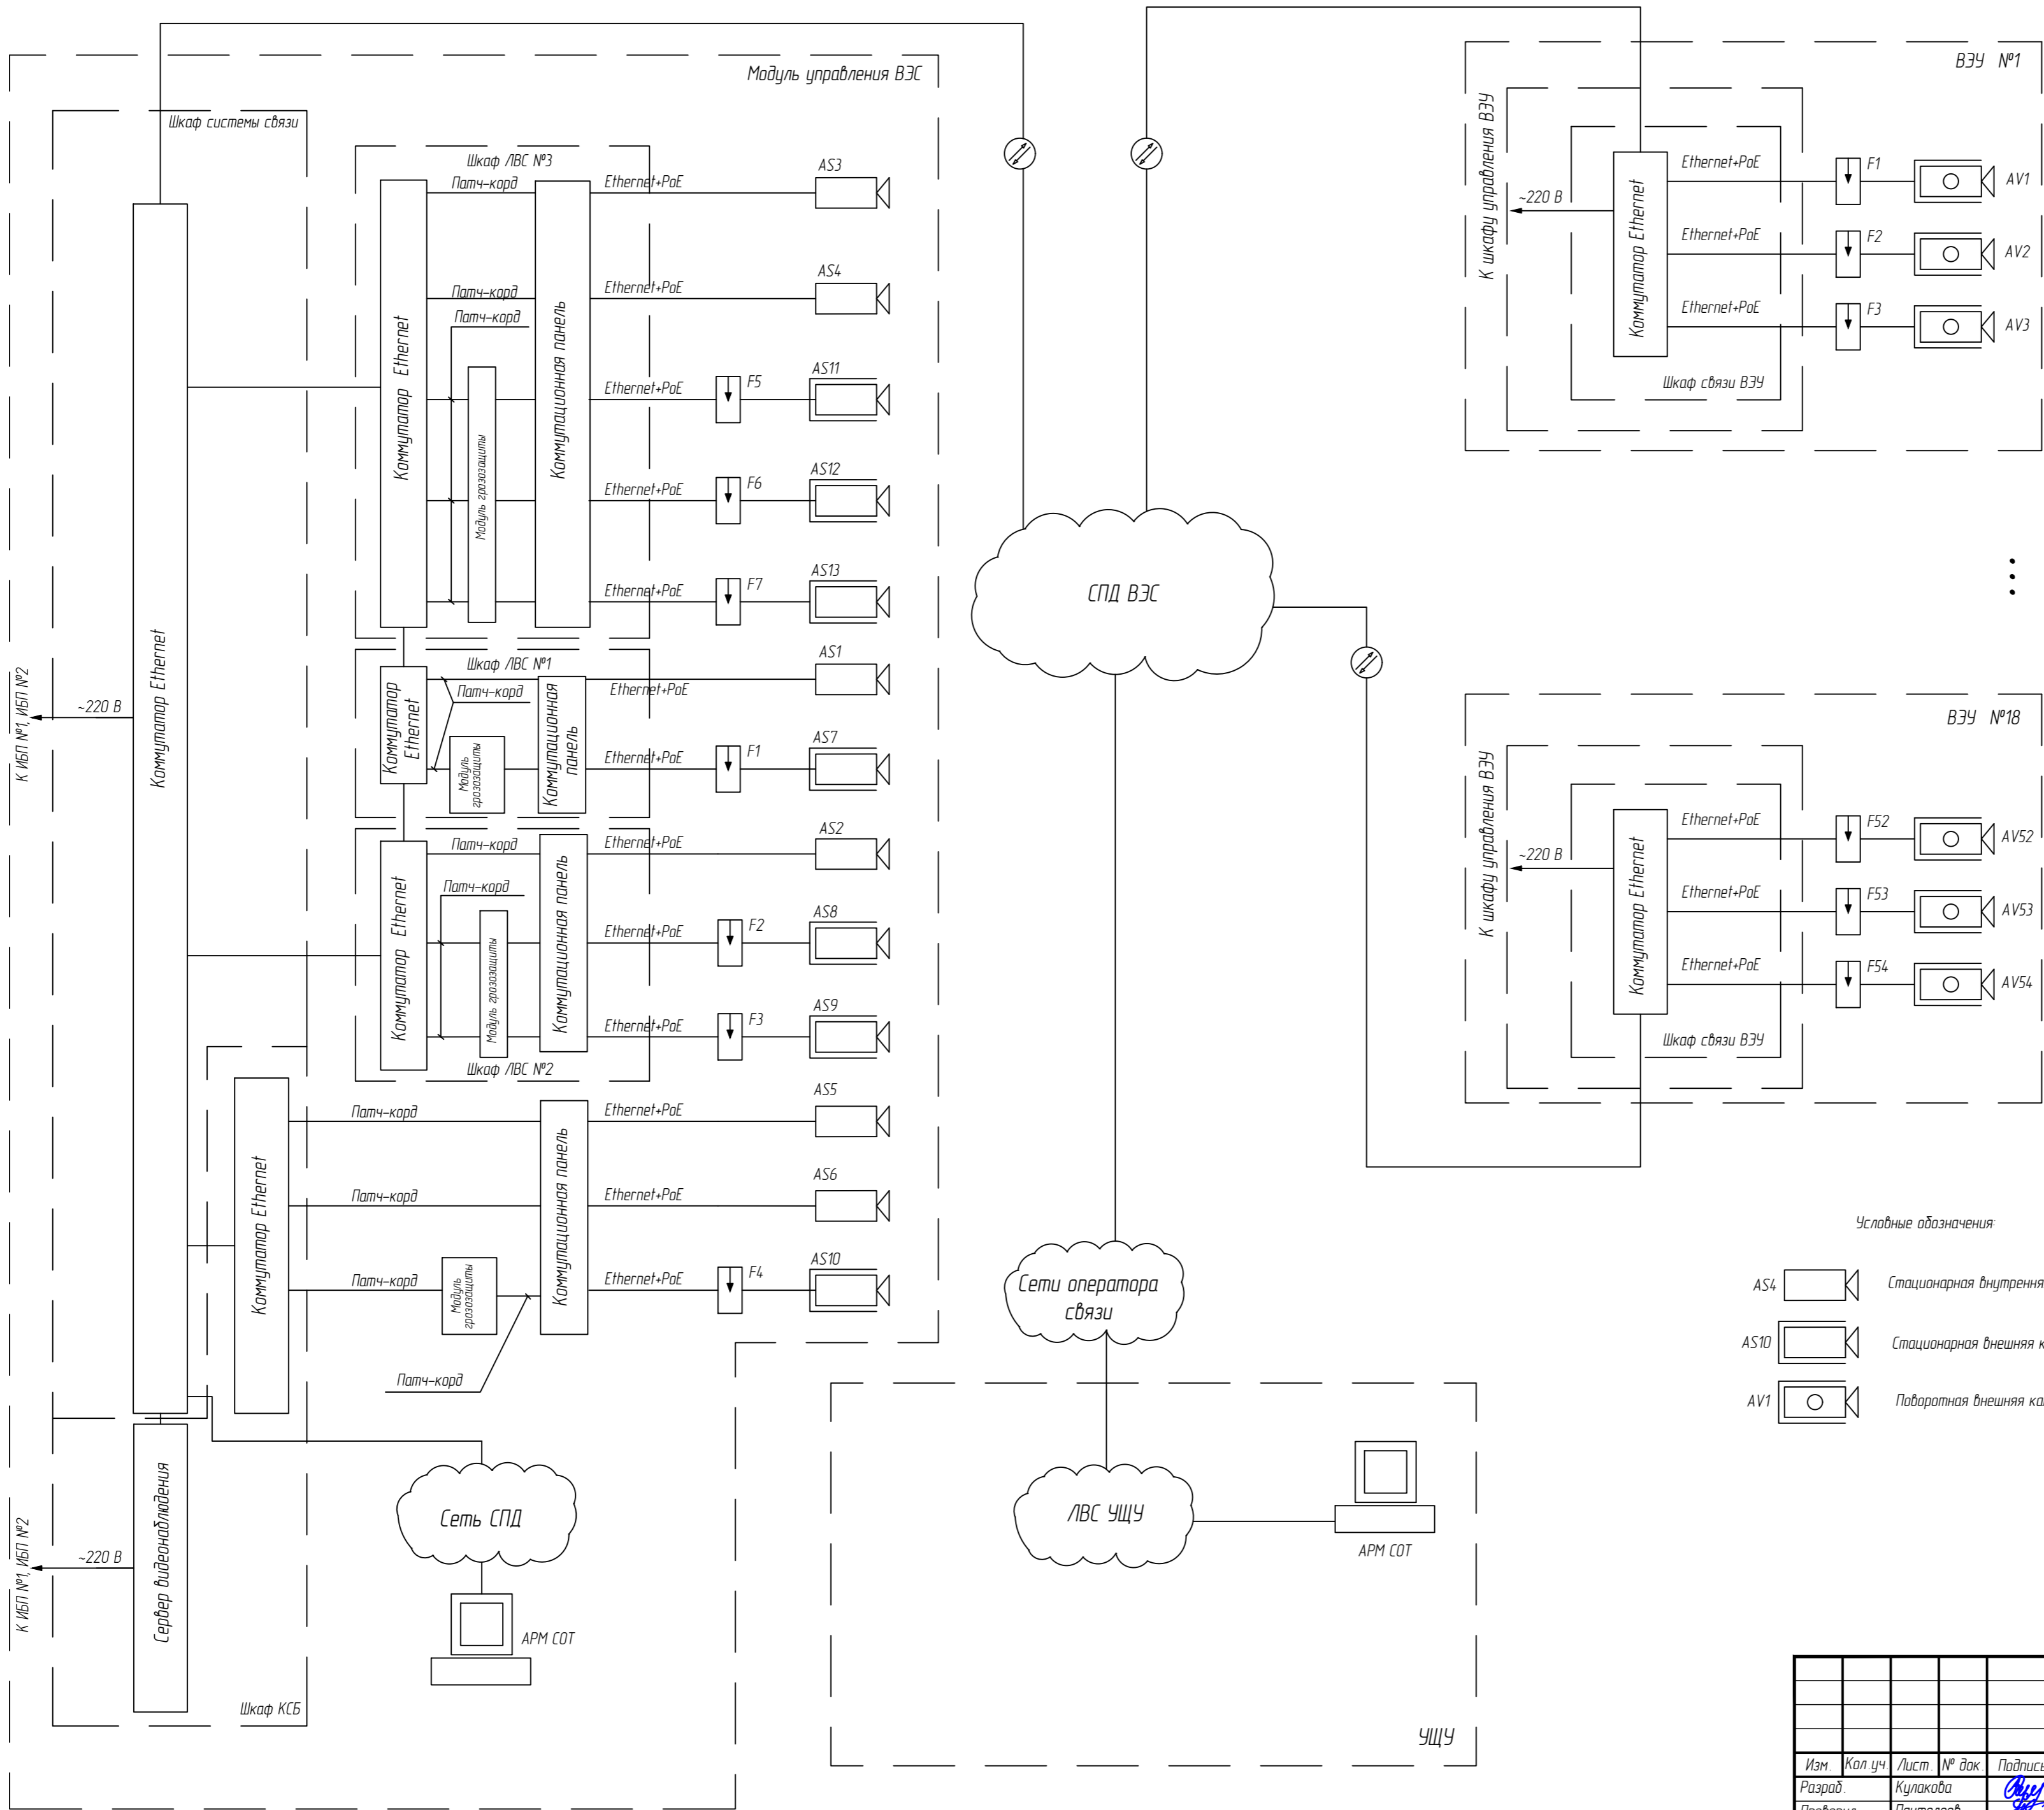 Модуль управления ВЭС
Шкаф системы связи
Коммутатор Ethernet
~220 В
К ИБП №1, ИБП №2
Шкаф ЛВС №3
Коммутатор Ethernet
Патч-корд
Патч-корд
Патч-корд
Модуль грозозащиты
Коммутационная панель
Ethernet+PoE
AS3
Ethernet+PoE
AS4
Ethernet+PoE
F5
AS11
Ethernet+PoE
F6
AS12
Ethernet+PoE
F7
AS13
Шкаф ЛВС №1
Коммутатор
Ethernet
Патч-корд
Модуль
грозозащиты
Коммутационная
панель
Ethernet+PoE
AS1
Ethernet+PoE
F1
AS7
Коммутатор Ethernet
Патч-корд
Патч-корд
Модуль грозозащиты
Коммутационная панель
Ethernet+PoE
AS2
Ethernet+PoE
F2
AS8
Ethernet+PoE
F3
AS9
Шкаф ЛВС №2
Коммутатор Ethernet
Патч-корд
Патч-корд
Патч-корд
Модуль
грозозащиты
Патч-корд
Коммутационная панель
Ethernet+PoE
AS5
Ethernet+PoE
AS6
Ethernet+PoE
F4
AS10
Сервер видеонаблюдения
~220 В
К ИБП №1, ИБП №2
Шкаф КСБ
Сеть СПД
АРМ СОТ
СПД ВЭС
Сети оператора
связи
ЛВС УЩУ
АРМ СОТ
УЩУ
ВЭУ №1
К шкафу управления ВЭУ
~220 В
Коммутатор Ethernet
Ethernet+PoE
F1
AV1
Ethernet+PoE
F2
AV2
Ethernet+PoE
F3
AV3
Шкаф связи ВЭУ
ВЭУ №18
К шкафу управления ВЭУ
~220 В
Коммутатор Ethernet
Ethernet+PoE
F52
AV52
Ethernet+PoE
F53
AV53
Ethernet+PoE
F54
AV54
Шкаф связи ВЭУ
Условные обозначения:
AS4 Стационарная внутрення
AS10 Стационарная внешняя к
AV1 Поворотная внешняя ка
Изм. Кол.уч. Лист № док. Подпись
Разраб. Кулакова